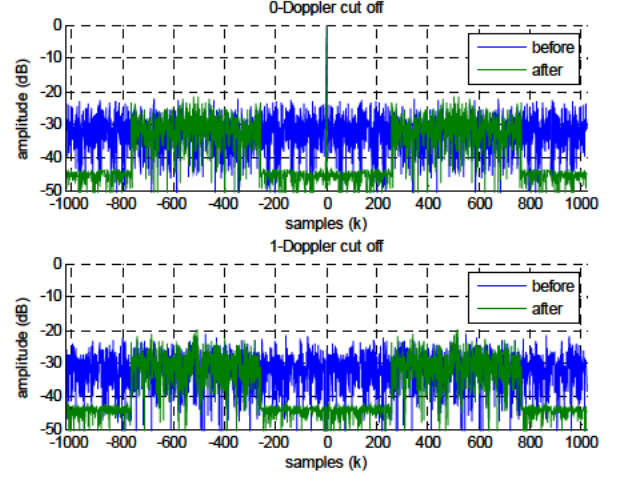 0-Doppler cut off
amplitude (dB)
0
-10
-20
-30
-40
-50
before
after
-1000 -800 -600 -400 -200 0 200 400 600 800 1000
samples (k)
1-Doppler cut off
amplitude (dB)
0
-10
-20
-30
-40
-50
before
after
-1000 -800 -600 -400 -200 0 200 400 600 800 1000
samples (k)